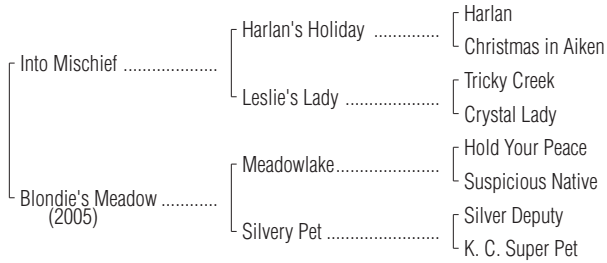 Harlan
Harlan's Holiday ..............
Christmas in Aiken
Into Mischief ....................
Tricky Creek
Leslie's Lady ....................
Crystal Lady
Hold Your Peace
Meadowlake......................
Suspicious Native
Blondie's Meadow ............
(2005)
Silver Deputy
Silvery Pet ........................
K. C. Super Pet